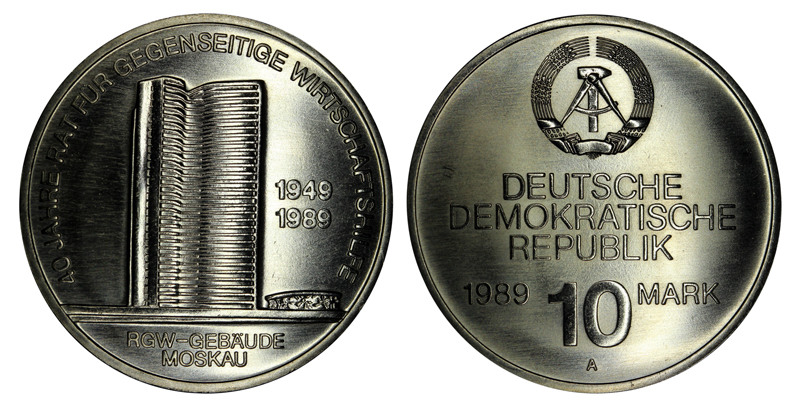 40 JAHRE RAT FÜR GEGENSEITIGE WIRTSCHAFTSHILFE
1949
1989
RGW-GEBÄUDE
MOSKAU
DEUTSCHE
DEMOKRATISCHE
REPUBLIK
1989 10 MARK
A